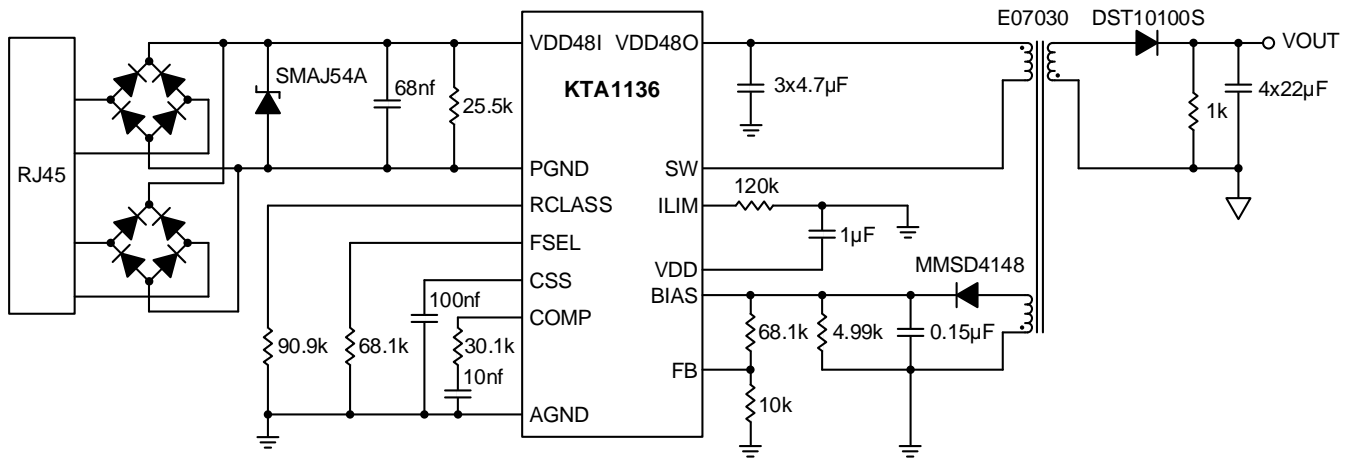 E07030 DST10100S
VDD48I VDD48O
VOUT
SMAJ54A
68nf
25.5k
KTA1136
3x4.7µF
4x22µF
1k
RJ45
PGND
SW
120k
RCLASS
ILIM
1µF
FSEL
VDD
MMSD4148
CSS
BIAS
100nf
COMP
90.9k
68.1k
30.1k
68.1k
4.99k
0.15µF
10nf
FB
10k
AGND